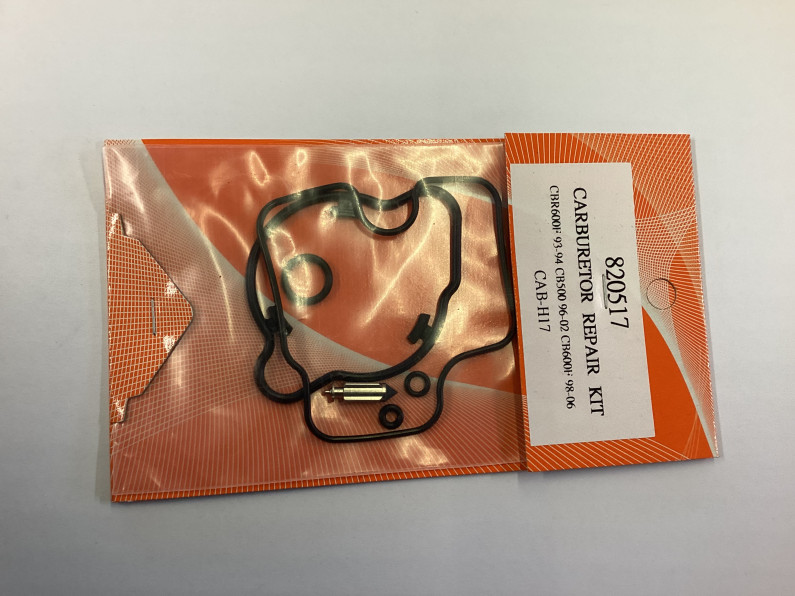 820517
CARBURETOR REPAIR KIT
CBR600F 93-94 CB500 96-02 CB600F 98-06
CAB-H17